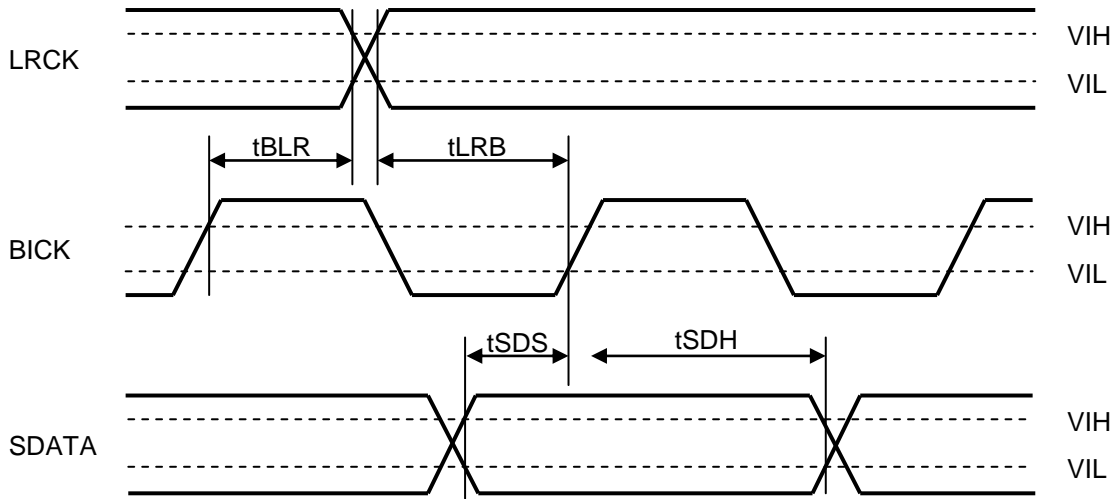 LRCK
VIH
VIL
tBLR
tLRB
BICK
VIH
VIL
tSDS
tSDH
SDATA
VIH
VIL